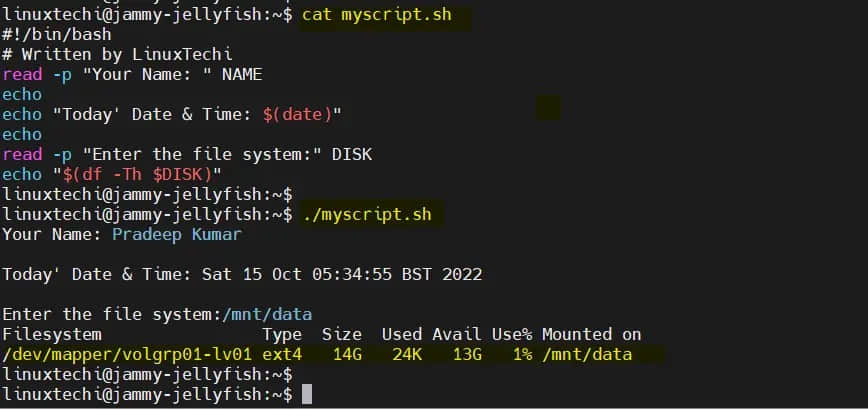 linuxtechi@jammy-jellyfish:~$ cat myscript.sh
#!/bin/bash
# Written by LinuxTechi
read -p "Your Name: " NAME
echo
echo "Today' Date & Time: $(date)"
echo
read -p "Enter the file system:" DISK
echo "$(df -Th $DISK)"
linuxtechi@jammy-jellyfish:~$
linuxtechi@jammy-jellyfish:~$ ./myscript.sh
Your Name: Pradeep Kumar
Today' Date & Time: Sat 15 Oct 05:34:55 BST 2022
Enter the file system:/mnt/data
Filesystem Type Size Used Avail Use% Mounted on
/dev/mapper/volgrp01-lv01 ext4 14G 24K 13G 1% /mnt/data
linuxtechi@jammy-jellyfish:~$
linuxtechi@jammy-jellyfish:~$